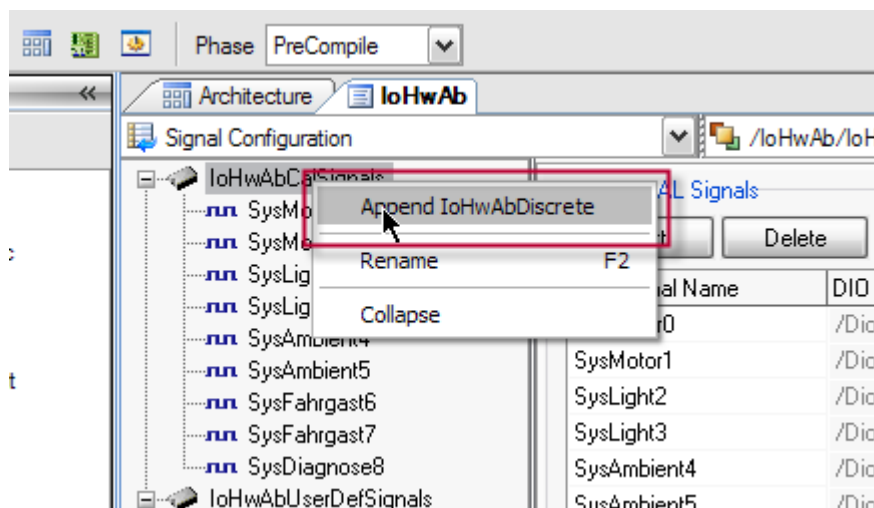 Phase PreCompile
Architecture IoHwAb
Signal Configuration /IoHwAb/IoH
IoHwAbCalSignals
SysMo
SysMo
SysLig
SysLig
SysAmbient4
SysAmbient5
SysFahrgast6
SysFahrgast7
SysDiagnose8
IoHwAbUserDefSignals
Append IoHwAbDiscrete
Rename F2
Collapse
AL Signals
Delete
al Name DIO
r0 /Dio
SysMotor1 /Dio
SysLight2 /Dio
SysLight3 /Dio
SysAmbient4 /Dio
SysAmbient5 /Dio